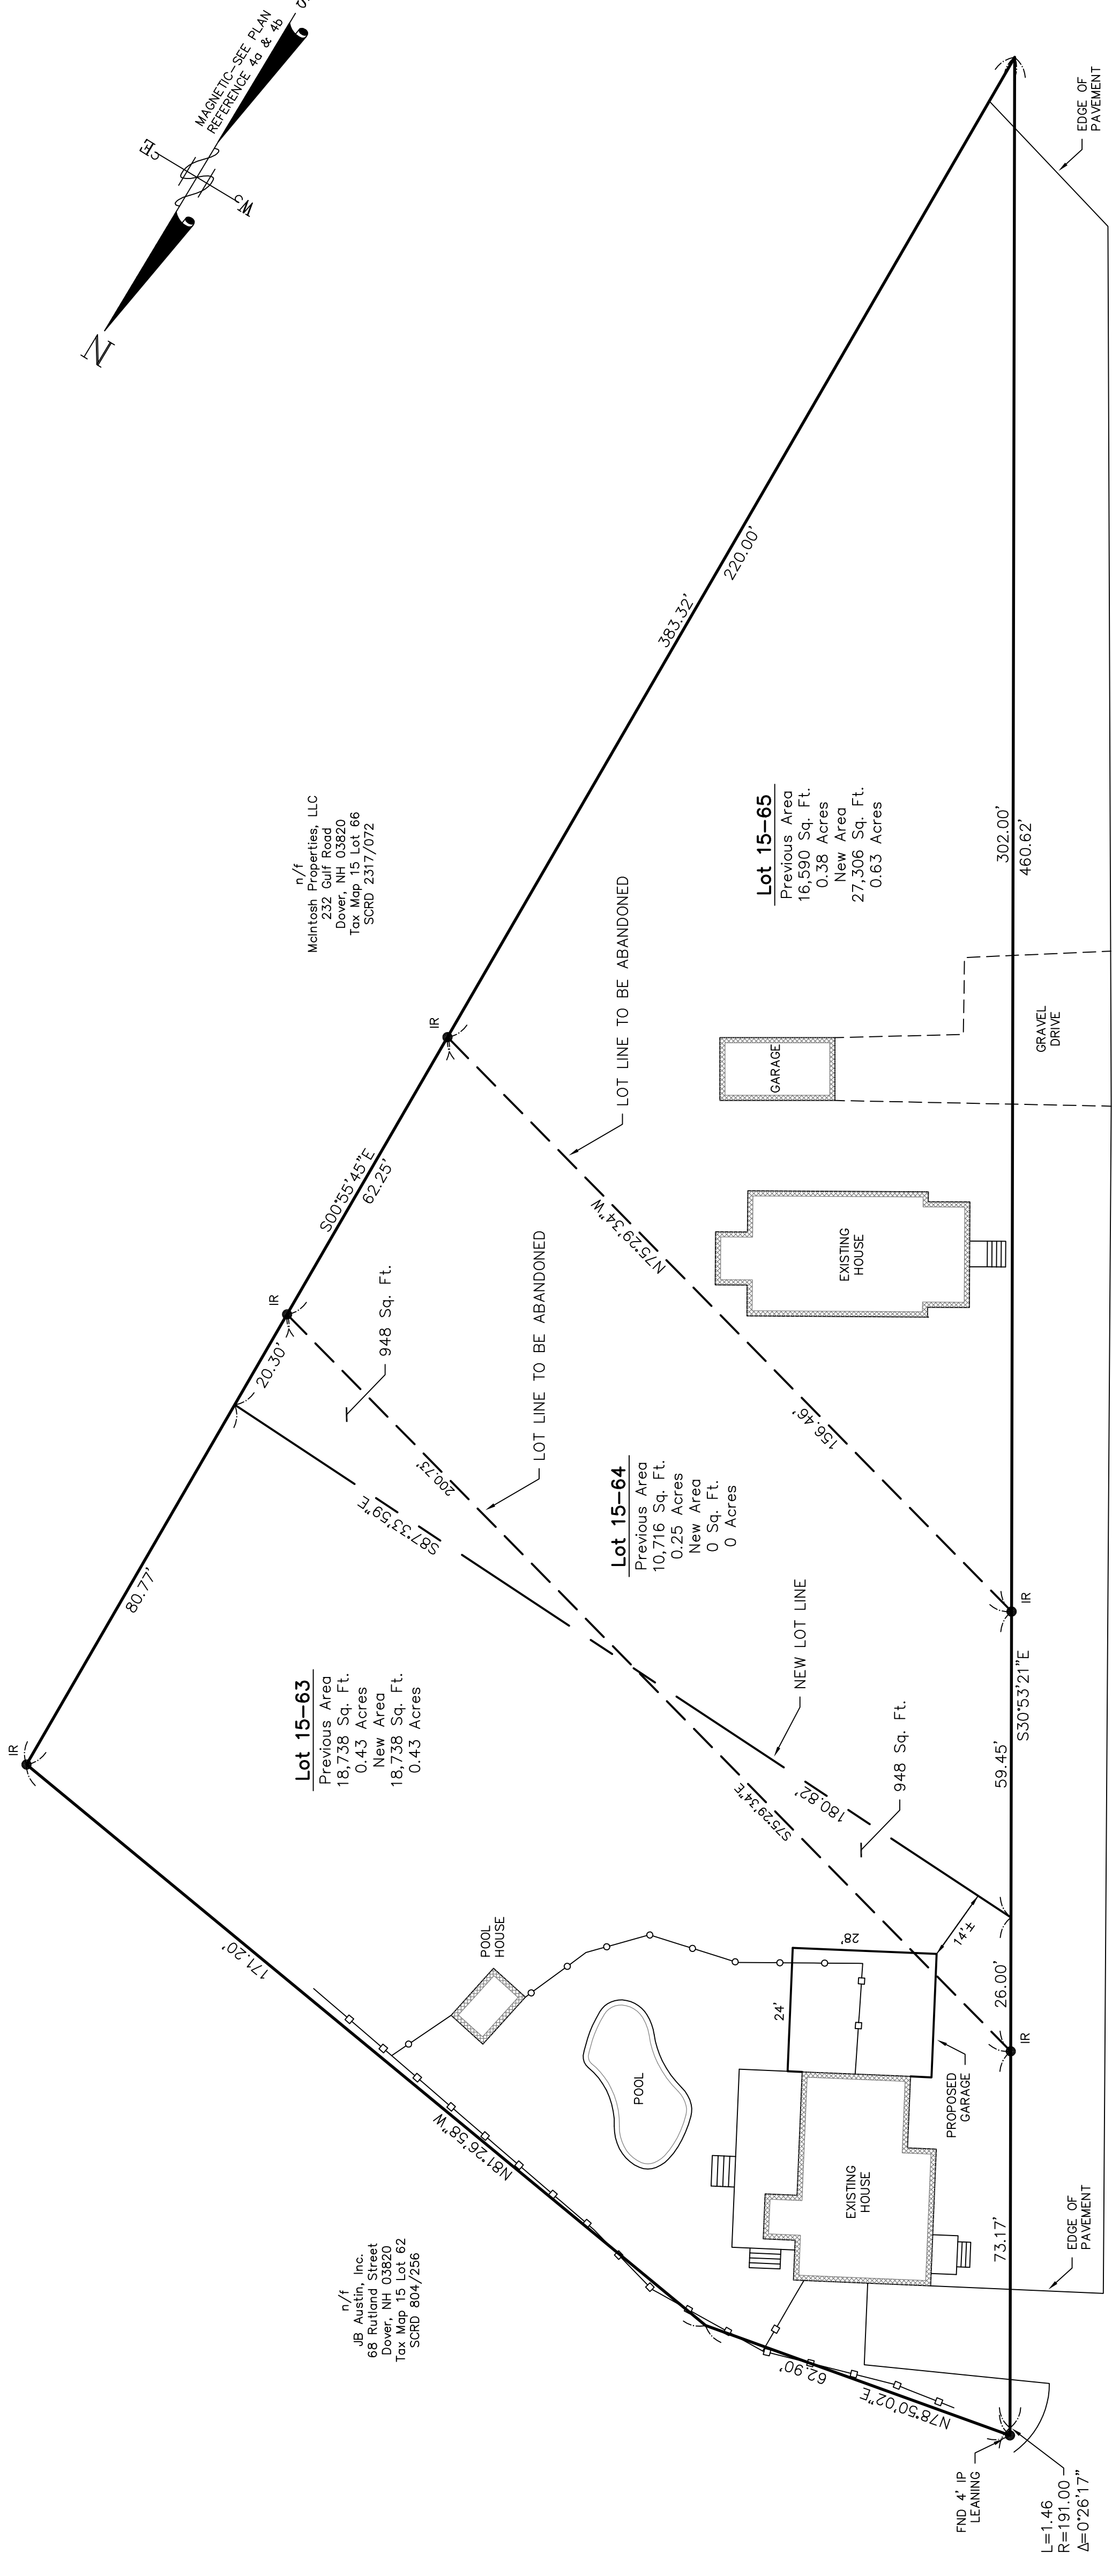 MAGNETIC-SEE PLAN
REFERENCE 4a & 4b
N
E
W
S
EDGE OF
PAVEMENT
383.32'
220.00'
n/f
McIntosh Properties, LLC
232 Gulf Road
Dover, NH 03820
Tax Map 15 Lot 66
SCRD 2317/072
Lot 15-65
Previous Area
16,590 Sq. Ft.
0.38 Acres
New Area
27,306 Sq. Ft.
0.63 Acres
302.00'
460.62'
IR
LOT LINE TO BE ABANDONED
GARAGE
GRAVEL
DRIVE
S00°55'45"E
62.25'
N75°29'34"W
156.46'
EXISTING
HOUSE
IR
20.30'
948 Sq. Ft.
LOT LINE TO BE ABANDONED
S87°33'59"E
200.73'
Lot 15-64
Previous Area
10,716 Sq. Ft.
0.25 Acres
New Area
0 Sq. Ft.
0 Acres
IR
80.77'
NEW LOT LINE
S30°53'21"E
59.45'
Lot 15-63
Previous Area
18,738 Sq. Ft.
0.43 Acres
New Area
18,738 Sq. Ft.
0.43 Acres
IR
S75°29'34"E
180.82'
948 Sq. Ft.
171.20'
POOL
HOUSE
28'
14'±
24'
26.00'
IR
POOL
PROPOSED
GARAGE
N81°26'58"W
EXISTING
HOUSE
73.17'
EDGE OF
PAVEMENT
n/f
JB Austin, Inc.
68 Rutland Street
Dover, NH 03820
Tax Map 15 Lot 62
SCRD 804/256
62.90'
N78°50'02"E
FND 4' IP
LEANING
L=1.46
R=191.00
Δ=0°26'17"